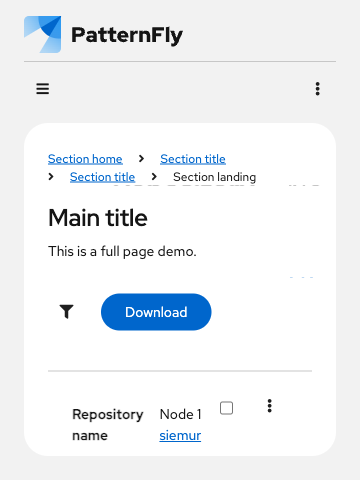 PatternFly
Section home > Section title
> Section title > Section landing
Main title
This is a full page demo.
Download
Repository name Node 1
siemur